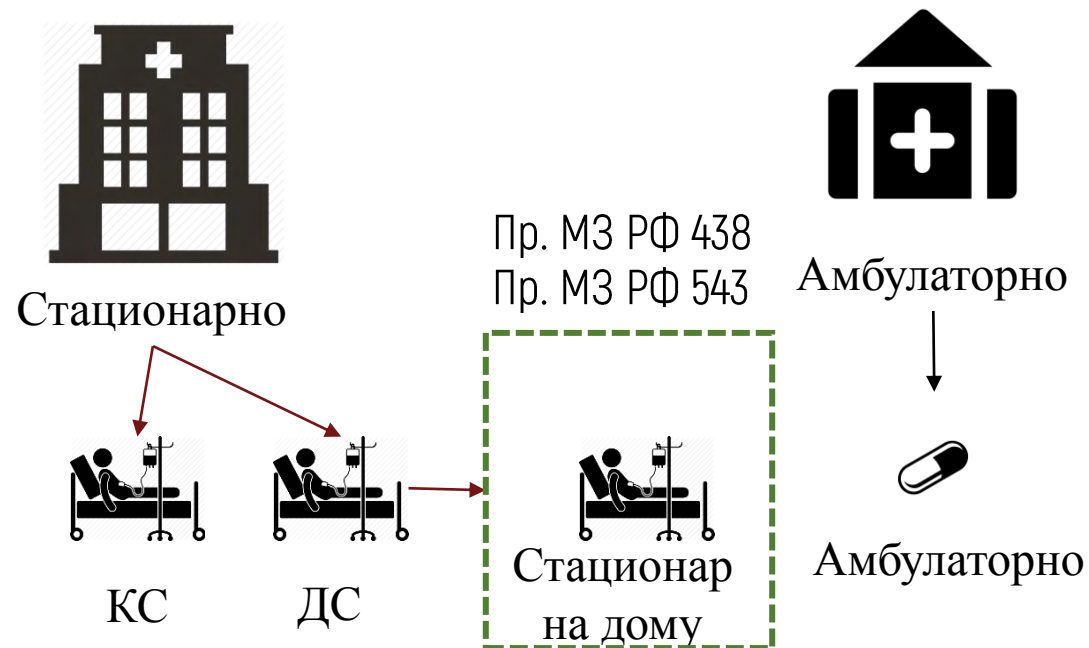 Стационарно
Пр. МЗ РФ 438
Пр. МЗ РФ 543
Амбулаторно
КС
ДС
Стационар
на дому
Амбулаторно